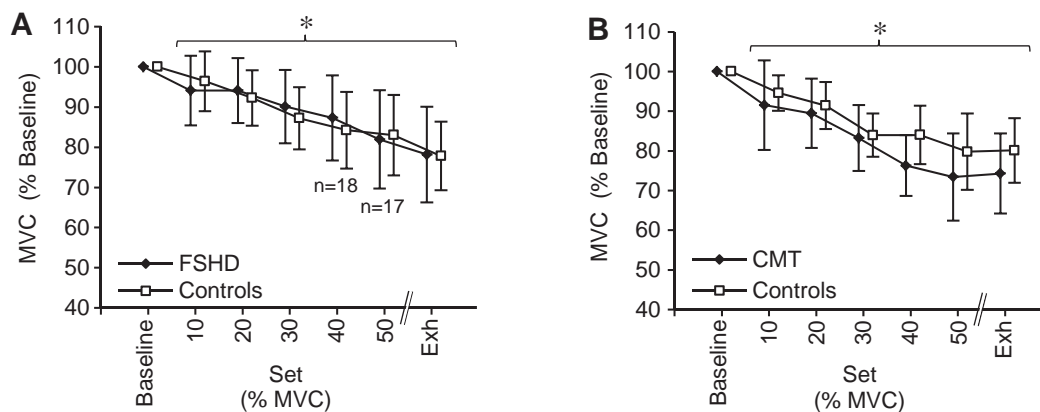 A
*
110
100
90
80
70
60
50
40
MVC (% Baseline)
n=18
n=17
FSHD
Controls
Baseline
10
20
30
40
50
Exh
Set
(% MVC)
B
*
110
100
90
80
70
60
50
40
MVC (% Baseline)
CMT
Controls
Baseline
10
20
30
40
50
Exh
Set
(% MVC)